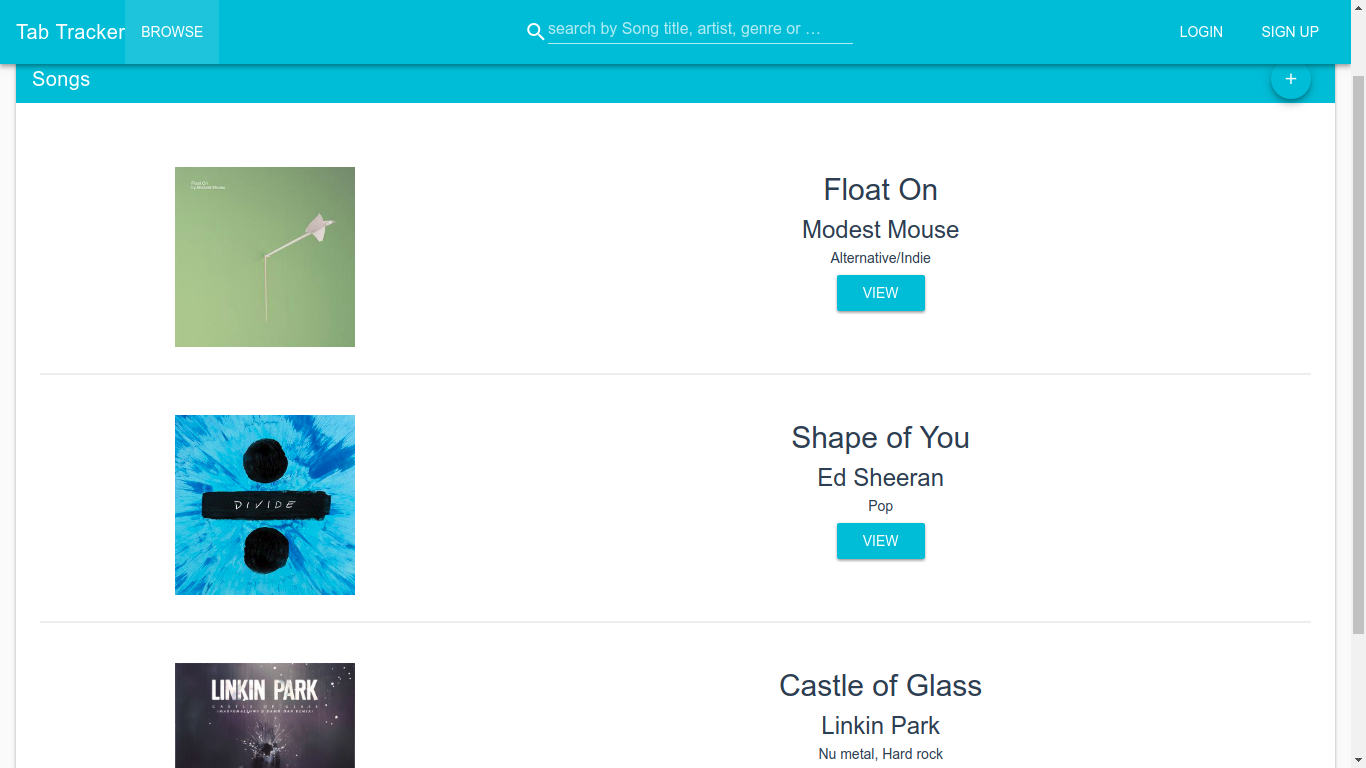 Tab Tracker BROWSE search by Song title, artist, genre or … LOGIN SIGN UP
Songs +
Float On
by Modest Mouse
Float On
Modest Mouse
Alternative/Indie
VIEW
DIVIDE
Shape of You
Ed Sheeran
Pop
VIEW
LINKIN PARK
CASTLE OF GLASS
Castle of Glass
Linkin Park
Nu metal, Hard rock